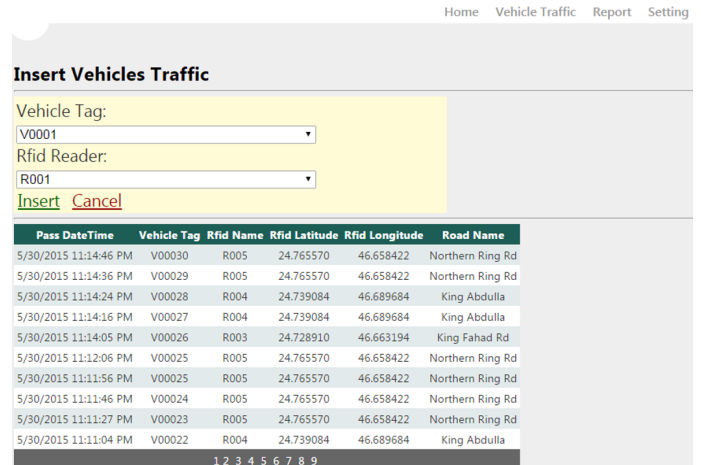 Home Vehicle Traffic Report Setting
Insert Vehicles Traffic
Vehicle Tag:
V0001
Rfid Reader:
R001
Insert Cancel
Pass DateTime Vehicle Tag Rfid Name Rfid Latitude Rfid Longitude Road Name
5/30/2015 11:14:46 PM V00030 R005 24.765570 46.658422 Northern Ring Rd
5/30/2015 11:14:36 PM V00029 R005 24.765570 46.658422 Northern Ring Rd
5/30/2015 11:14:24 PM V00028 R004 24.739084 46.689684 King Abdulla
5/30/2015 11:14:16 PM V00027 R004 24.739084 46.689684 King Abdulla
5/30/2015 11:14:05 PM V00026 R003 24.728910 46.663194 King Fahad Rd
5/30/2015 11:12:06 PM V00025 R005 24.765570 46.658422 Northern Ring Rd
5/30/2015 11:11:56 PM V00025 R005 24.765570 46.658422 Northern Ring Rd
5/30/2015 11:11:46 PM V00024 R005 24.765570 46.658422 Northern Ring Rd
5/30/2015 11:11:27 PM V00023 R005 24.765570 46.658422 Northern Ring Rd
5/30/2015 11:11:04 PM V00022 R004 24.739084 46.689684 King Abdulla
1 2 3 4 5 6 7 8 9